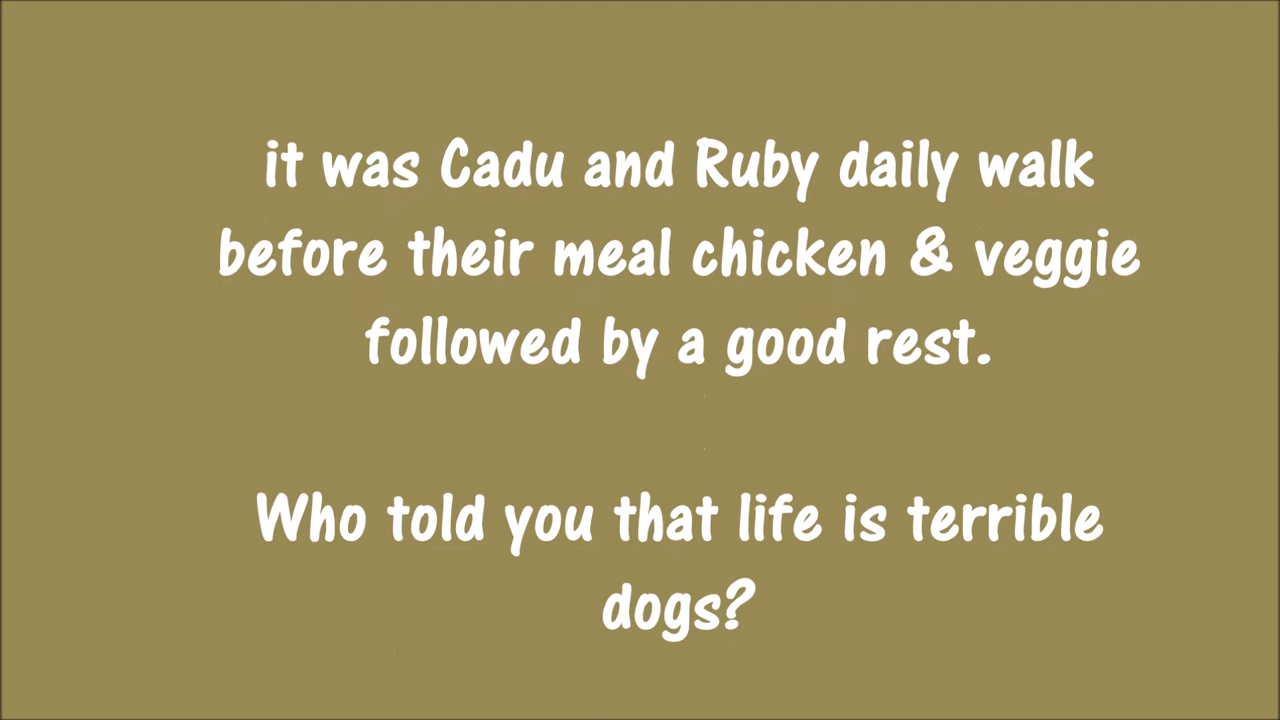 it was Cadu and Ruby daily walk
before their meal chicken & veggie
followed by a good rest.
Who told you that life is terrible
dogs?